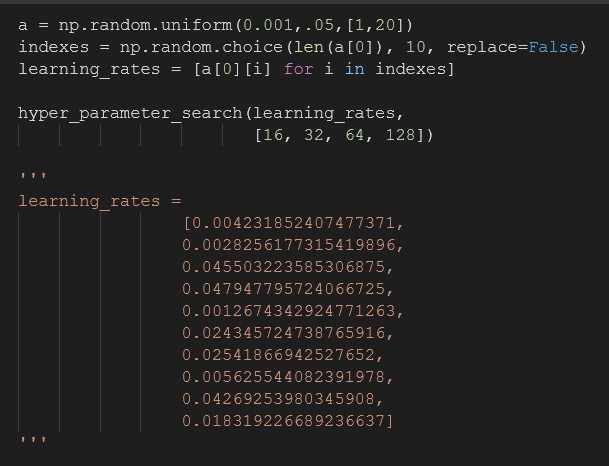 a = np.random.uniform(0.001,.05,[1,20])
indexes = np.random.choice(len(a[0]), 10, replace=False)
learning_rates = [a[0][i] for i in indexes]
hyper_parameter_search(learning_rates,
[16, 32, 64, 128])
'''
learning_rates =
[0.004231852407477371,
0.0028256177315419896,
0.045503223585306875,
0.047947795724066725,
0.0012674342924771263,
0.024345724738765916,
0.02541866942527652,
0.005625544082391978,
0.04269253980345908,
0.018319226689236637]
'''